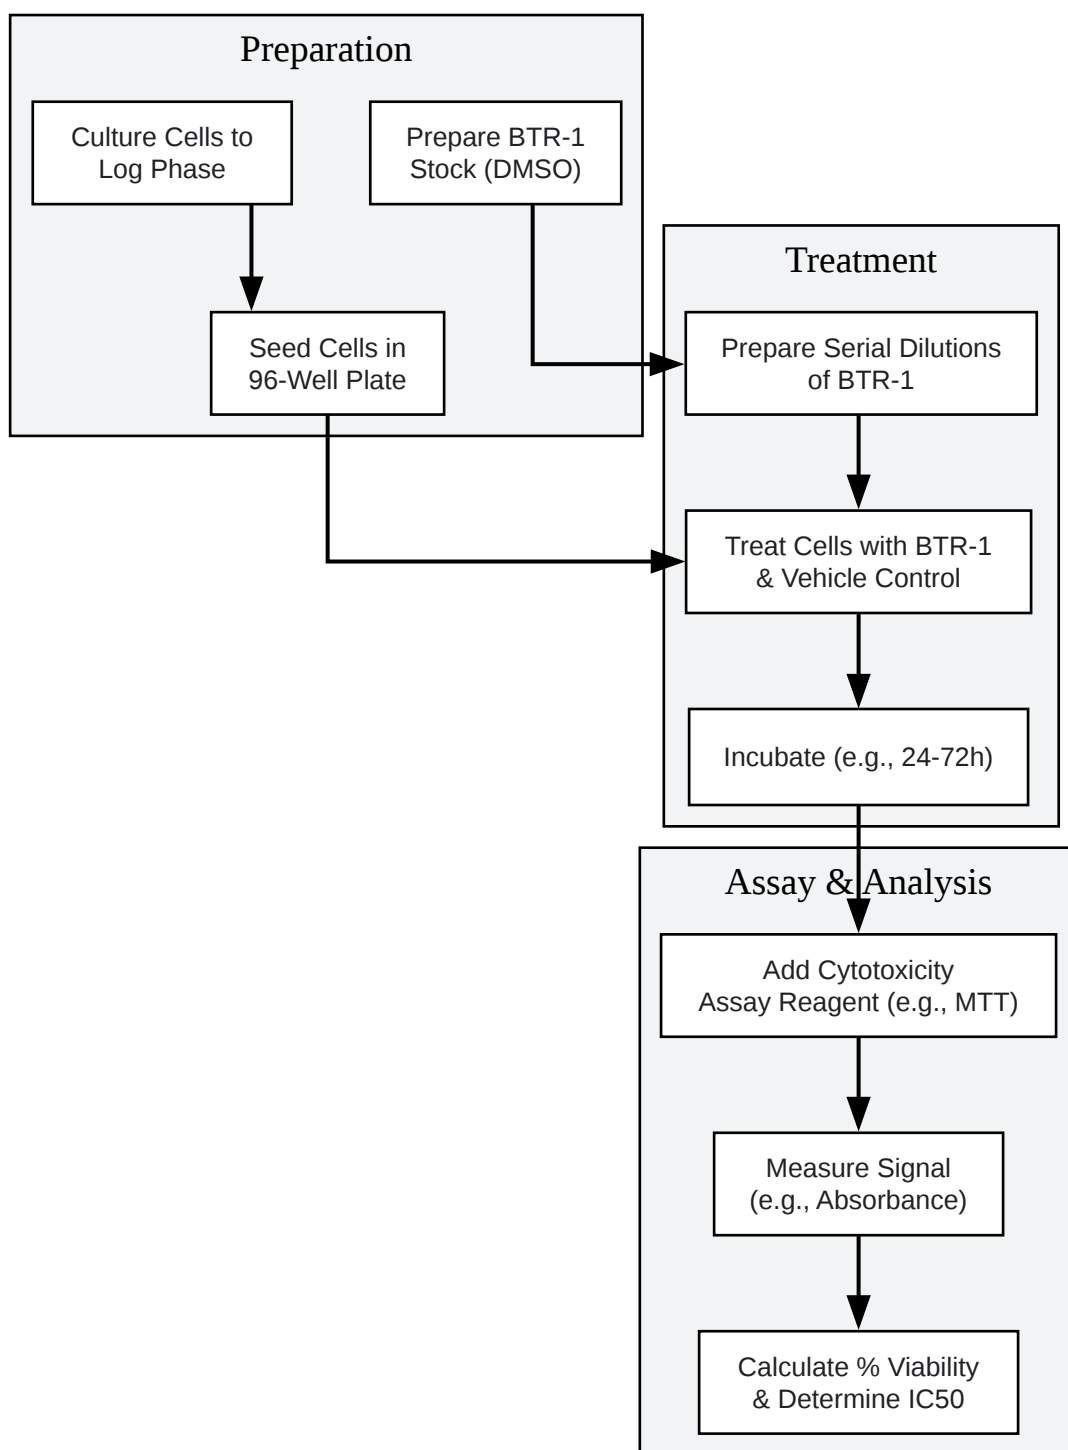 Preparation
Culture Cells to
Log Phase
Prepare BTR-1
Stock (DMSO)
Seed Cells in
96-Well Plate
Treatment
Prepare Serial Dilutions
of BTR-1
Treat Cells with BTR-1
& Vehicle Control
Incubate (e.g., 24-72h)
Assay & Analysis
Add Cytotoxicity
Assay Reagent (e.g., MTT)
Measure Signal
(e.g., Absorbance)
Calculate % Viability
& Determine IC50